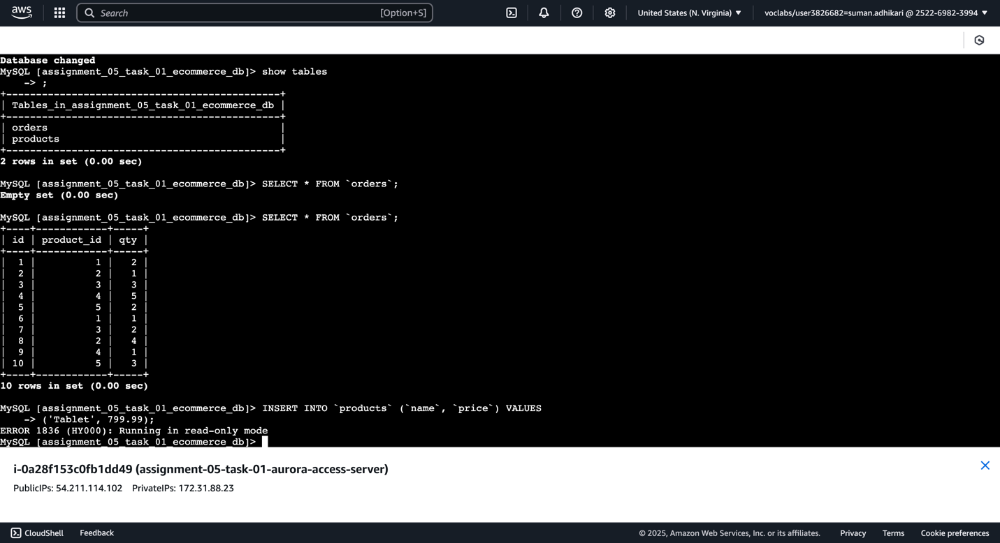 aws
Search [Option+S]
United States (N. Virginia) ▼
voclabs/user3826682=suman.adhikari @ 2522-6982-3994 ▼
Database changed
MySQL [assignment_05_task_01_ecommerce_db]> show tables
    -> ;
+----------------------------------------------+
| Tables_in_assignment_05_task_01_ecommerce_db |
+----------------------------------------------+
| orders                                       |
| products                                     |
+----------------------------------------------+
2 rows in set (0.00 sec)
MySQL [assignment_05_task_01_ecommerce_db]> SELECT * FROM `orders`;
Empty set (0.00 sec)
MySQL [assignment_05_task_01_ecommerce_db]> SELECT * FROM `orders`;
+----+------------+-----+
| id | product_id | qty |
+----+------------+-----+
|  1 |          1 |   2 |
|  2 |          2 |   1 |
|  3 |          3 |   3 |
|  4 |          4 |   5 |
|  5 |          5 |   2 |
|  6 |          1 |   1 |
|  7 |          3 |   2 |
|  8 |          2 |   4 |
|  9 |          4 |   1 |
| 10 |          5 |   3 |
+----+------------+-----+
10 rows in set (0.00 sec)
MySQL [assignment_05_task_01_ecommerce_db]> INSERT INTO `products` (`name`, `price`) VALUES
    -> ('Tablet', 799.99);
ERROR 1836 (HY000): Running in read-only mode
MySQL [assignment_05_task_01_ecommerce_db]>
i-0a28f153c0fb1dd49 (assignment-05-task-01-aurora-access-server)
PublicIPs: 54.211.114.102 PrivateIPs: 172.31.88.23
CloudShell Feedback © 2025, Amazon Web Services, Inc. or its affiliates. Privacy Terms Cookie preferences